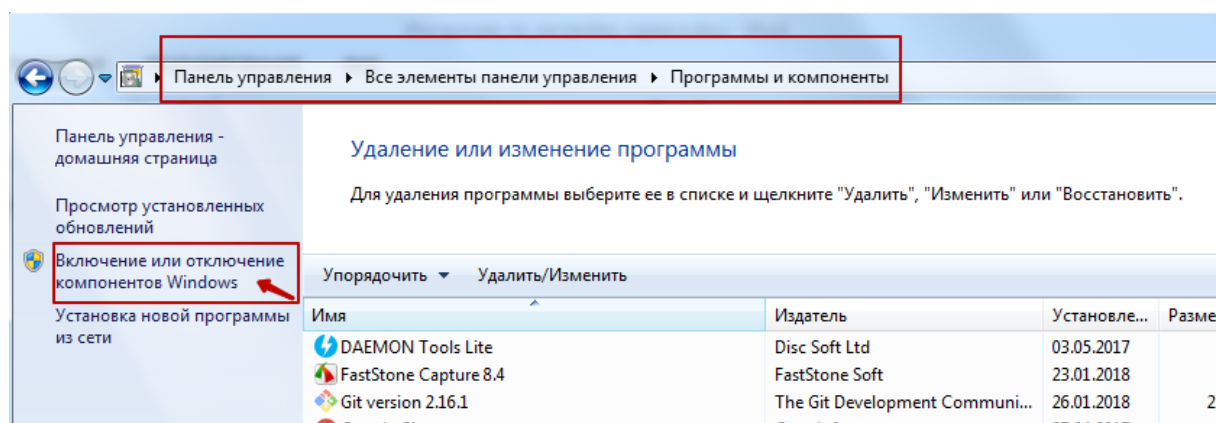 Панель управления ▸ Все элементы панели управления ▸ Программы и компоненты
Панель управления -
домашняя страница
Просмотр установленных
обновлений
Включение или отключение
компонентов Windows
Установка новой программы
из сети
Удаление или изменение программы
Для удаления программы выберите ее в списке и щелкните "Удалить", "Изменить" или "Восстановить".
Упорядочить Удалить/Изменить
Имя Издатель Установле... Разме
DAEMON Tools Lite Disc Soft Ltd 03.05.2017
FastStone Capture 8.4 FastStone Soft 23.01.2018
Git version 2.16.1 The Git Development Communi... 26.01.2018 2